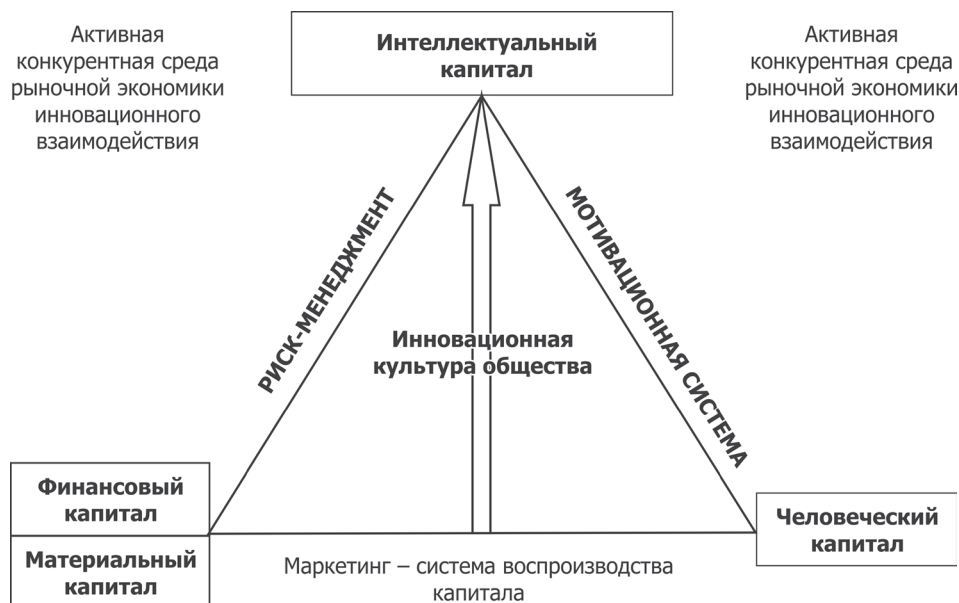 Активная
конкурентная среда
рыночной экономики
инновационного
взаимодействия
Интеллектуальный
капитал
Активная
конкурентная среда
рыночной экономики
инновационного
взаимодействия
РИСК-МЕНЕДЖМЕНТ
МОТИВАЦИОННАЯ СИСТЕМА
Инновационная
культура общества
Финансовый
капитал
Материальный
капитал
Человеческий
капитал
Маркетинг – система воспроизводства
капитала